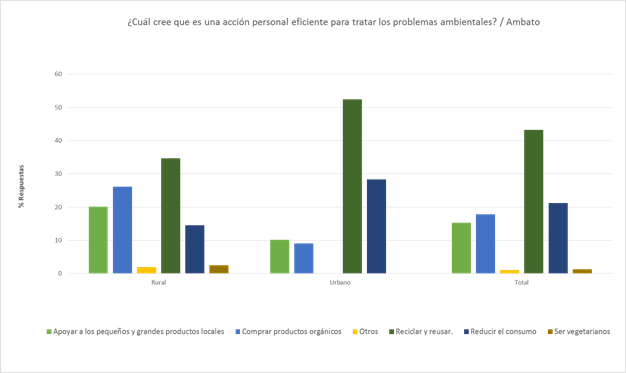 ¿Cuál cree que es una acción personal eficiente para tratar los problemas ambientales? / Ambato
60
50
40
30
20
10
0
% Respuestas
Rural
Urbano
Total
Apoyar a los pequeños y grandes productos locales
Comprar productos orgánicos
Otros
Reciclar y reusar.
Reducir el consumo
Ser vegetarianos